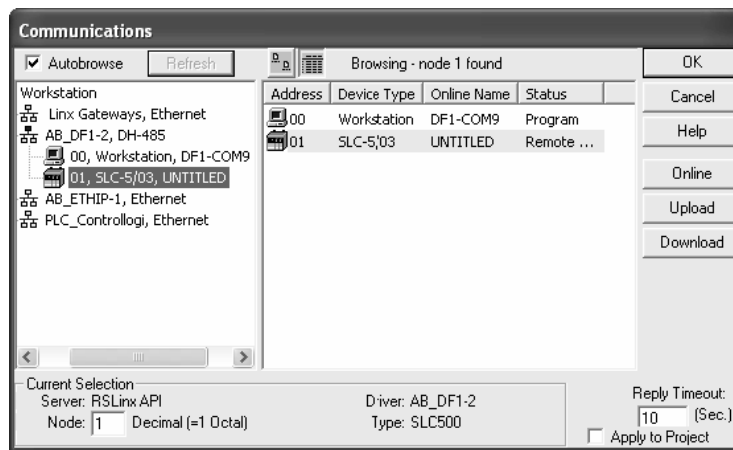 Communications
Autobrowse
Refresh
Browsing - node 1 found
OK
Cancel
Help
Online
Upload
Download
Workstation
Linx Gateways, Ethernet
AB_DF1-2, DH-485
00, Workstation, DF1-COM9
01, SLC-5/03, UNTITLED
AB_ETHIP-1, Ethernet
PLC_Controllogi, Ethernet
Address Device Type Online Name Status
00 Workstation DF1-COM9 Program
01 SLC-5/03 UNTITLED Remote ...
Current Selection
Server: RSLinx API
Node: 1 Decimal (=1 Octal)
Driver: AB_DF1-2
Type: SLC500
Reply Timeout:
10 (Sec.)
Apply to Project